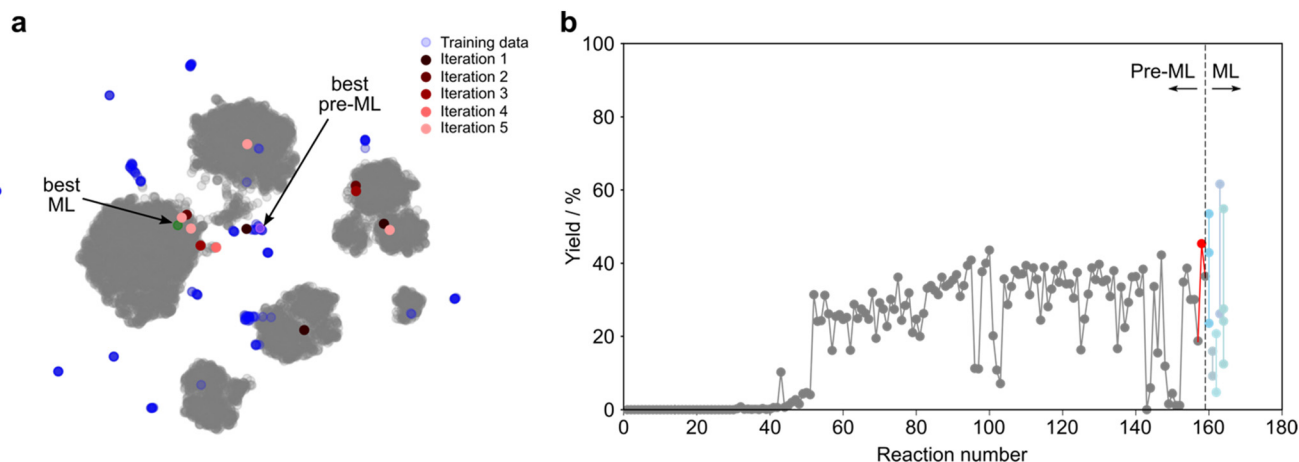 a
Training data
Iteration 1
Iteration 2
Iteration 3
Iteration 4
Iteration 5
best
pre-ML
best
ML
b
100
80
60
40
20
0
Yield / %
Pre-ML
ML
0
20
40
60
80
100
120
140
160
180
Reaction number